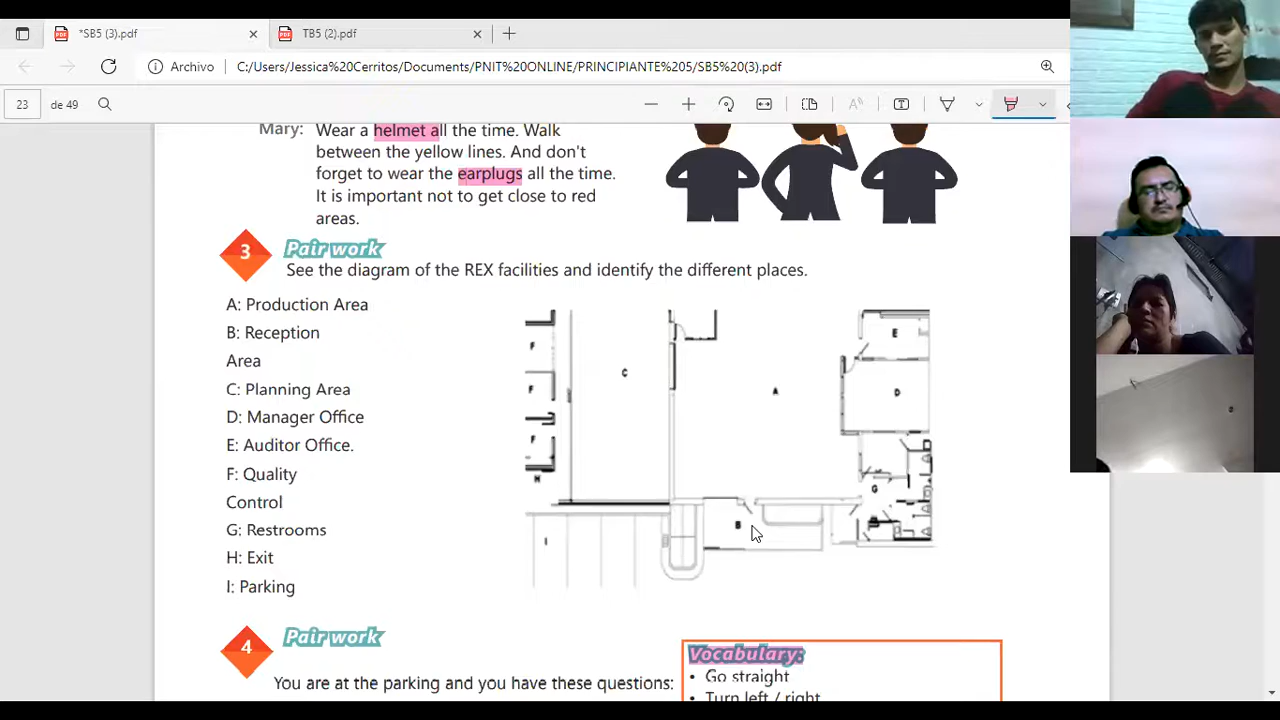 *SB5 (3).pdf
TB5 (2).pdf
Archivo
C:/Users/Jessica%20Cerritos/Documents/PNIT%20ONLINE/PRINCIPIANTE%205/SB5%20(3).pdf
23
de 49
Mary:
Wear a helmet all the time. Walk
between the yellow lines. And don't
forget to wear the earplugs all the time.
It is important not to get close to red
areas.
3
Pair work
See the diagram of the REX facilities and identify the different places.
A: Production Area
B: Reception
Area
C: Planning Area
D: Manager Office
E: Auditor Office.
F: Quality
Control
G: Restrooms
H: Exit
I: Parking
F
F
F
H
C
A
E
D
G
B
I
4
Pair work
You are at the parking and you have these questions:
Vocabulary:
• Go straight
• Turn left / right